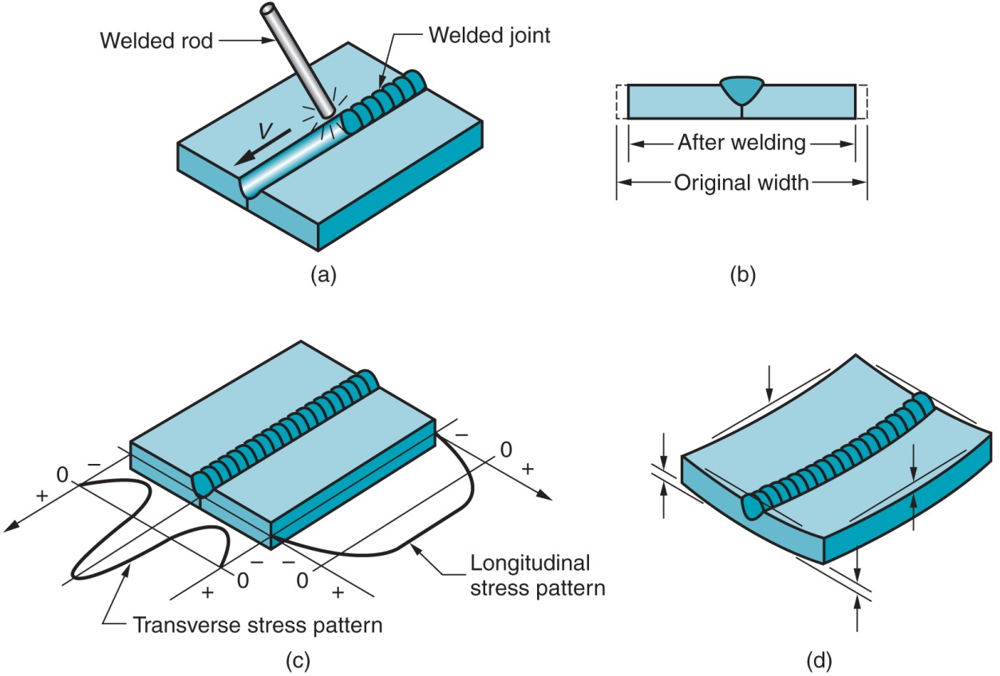 Welded rod
Welded joint
V
(a)
After welding
Original width
(b)
0
–
+
–
0
+
0
–
+
–
0
+
Longitudinal
stress pattern
Transverse stress pattern
(c)
(d)